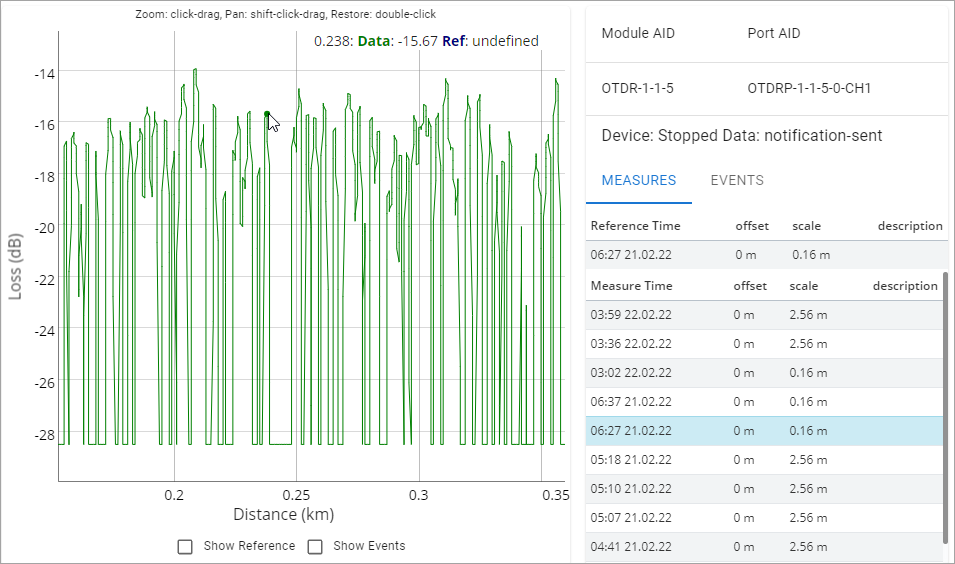 Zoom: click-drag, Pan: shift-click-drag, Restore: double-click
0.238: Data: -15.67 Ref: undefined
-14
-16
-18
-20
-22
-24
-26
-28
Loss (dB)
0.2 0.25 0.3 0.35
Distance (km)
Show Reference Show Events
Module AID Port AID
OTDR-1-1-5 OTDRP-1-1-5-0-CH1
Device: Stopped Data: notification-sent
MEASURES EVENTS
Reference Time offset scale description
06:27 21.02.22 0 m 0.16 m
Measure Time offset scale description
03:59 22.02.22 0 m 2.56 m
03:36 22.02.22 0 m 2.56 m
03:02 22.02.22 0 m 0.16 m
06:37 21.02.22 0 m 0.16 m
06:27 21.02.22 0 m 0.16 m
05:18 21.02.22 0 m 2.56 m
05:10 21.02.22 0 m 2.56 m
05:07 21.02.22 0 m 2.56 m
04:41 21.02.22 0 m 2.56 m